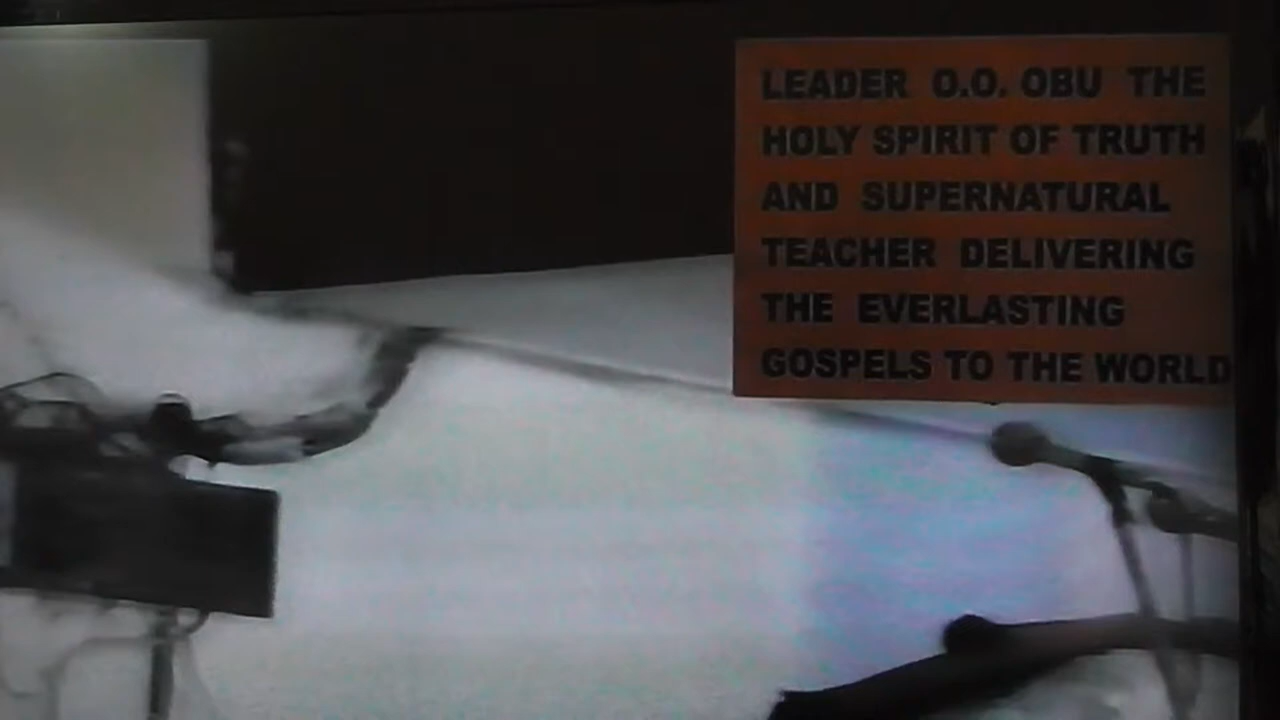 LEADER O.O. OBU THE
HOLY SPIRIT OF TRUTH
AND SUPERNATURAL
TEACHER DELIVERING
THE EVERLASTING
GOSPELS TO THE WORLD